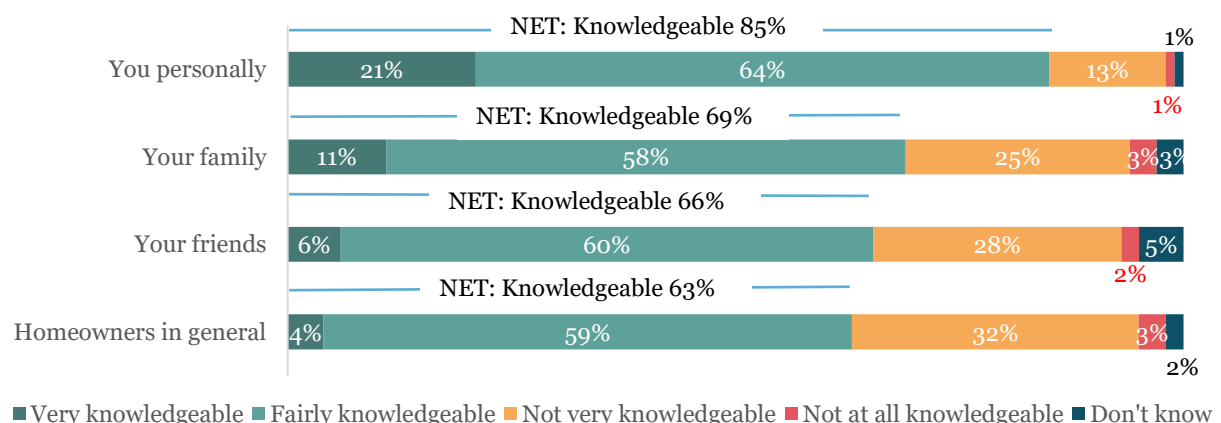 NET: Knowledgeable 85%
1%
You personally 21% 64% 13%
1%
NET: Knowledgeable 69%
Your family 11% 58% 25% 3% 3%
NET: Knowledgeable 66%
Your friends 6% 60% 28% 5%
2%
NET: Knowledgeable 63%
Homeowners in general 4% 59% 32% 3%
2%
Very knowledgeable Fairly knowledgeable Not very knowledgeable Not at all knowledgeable Don't know